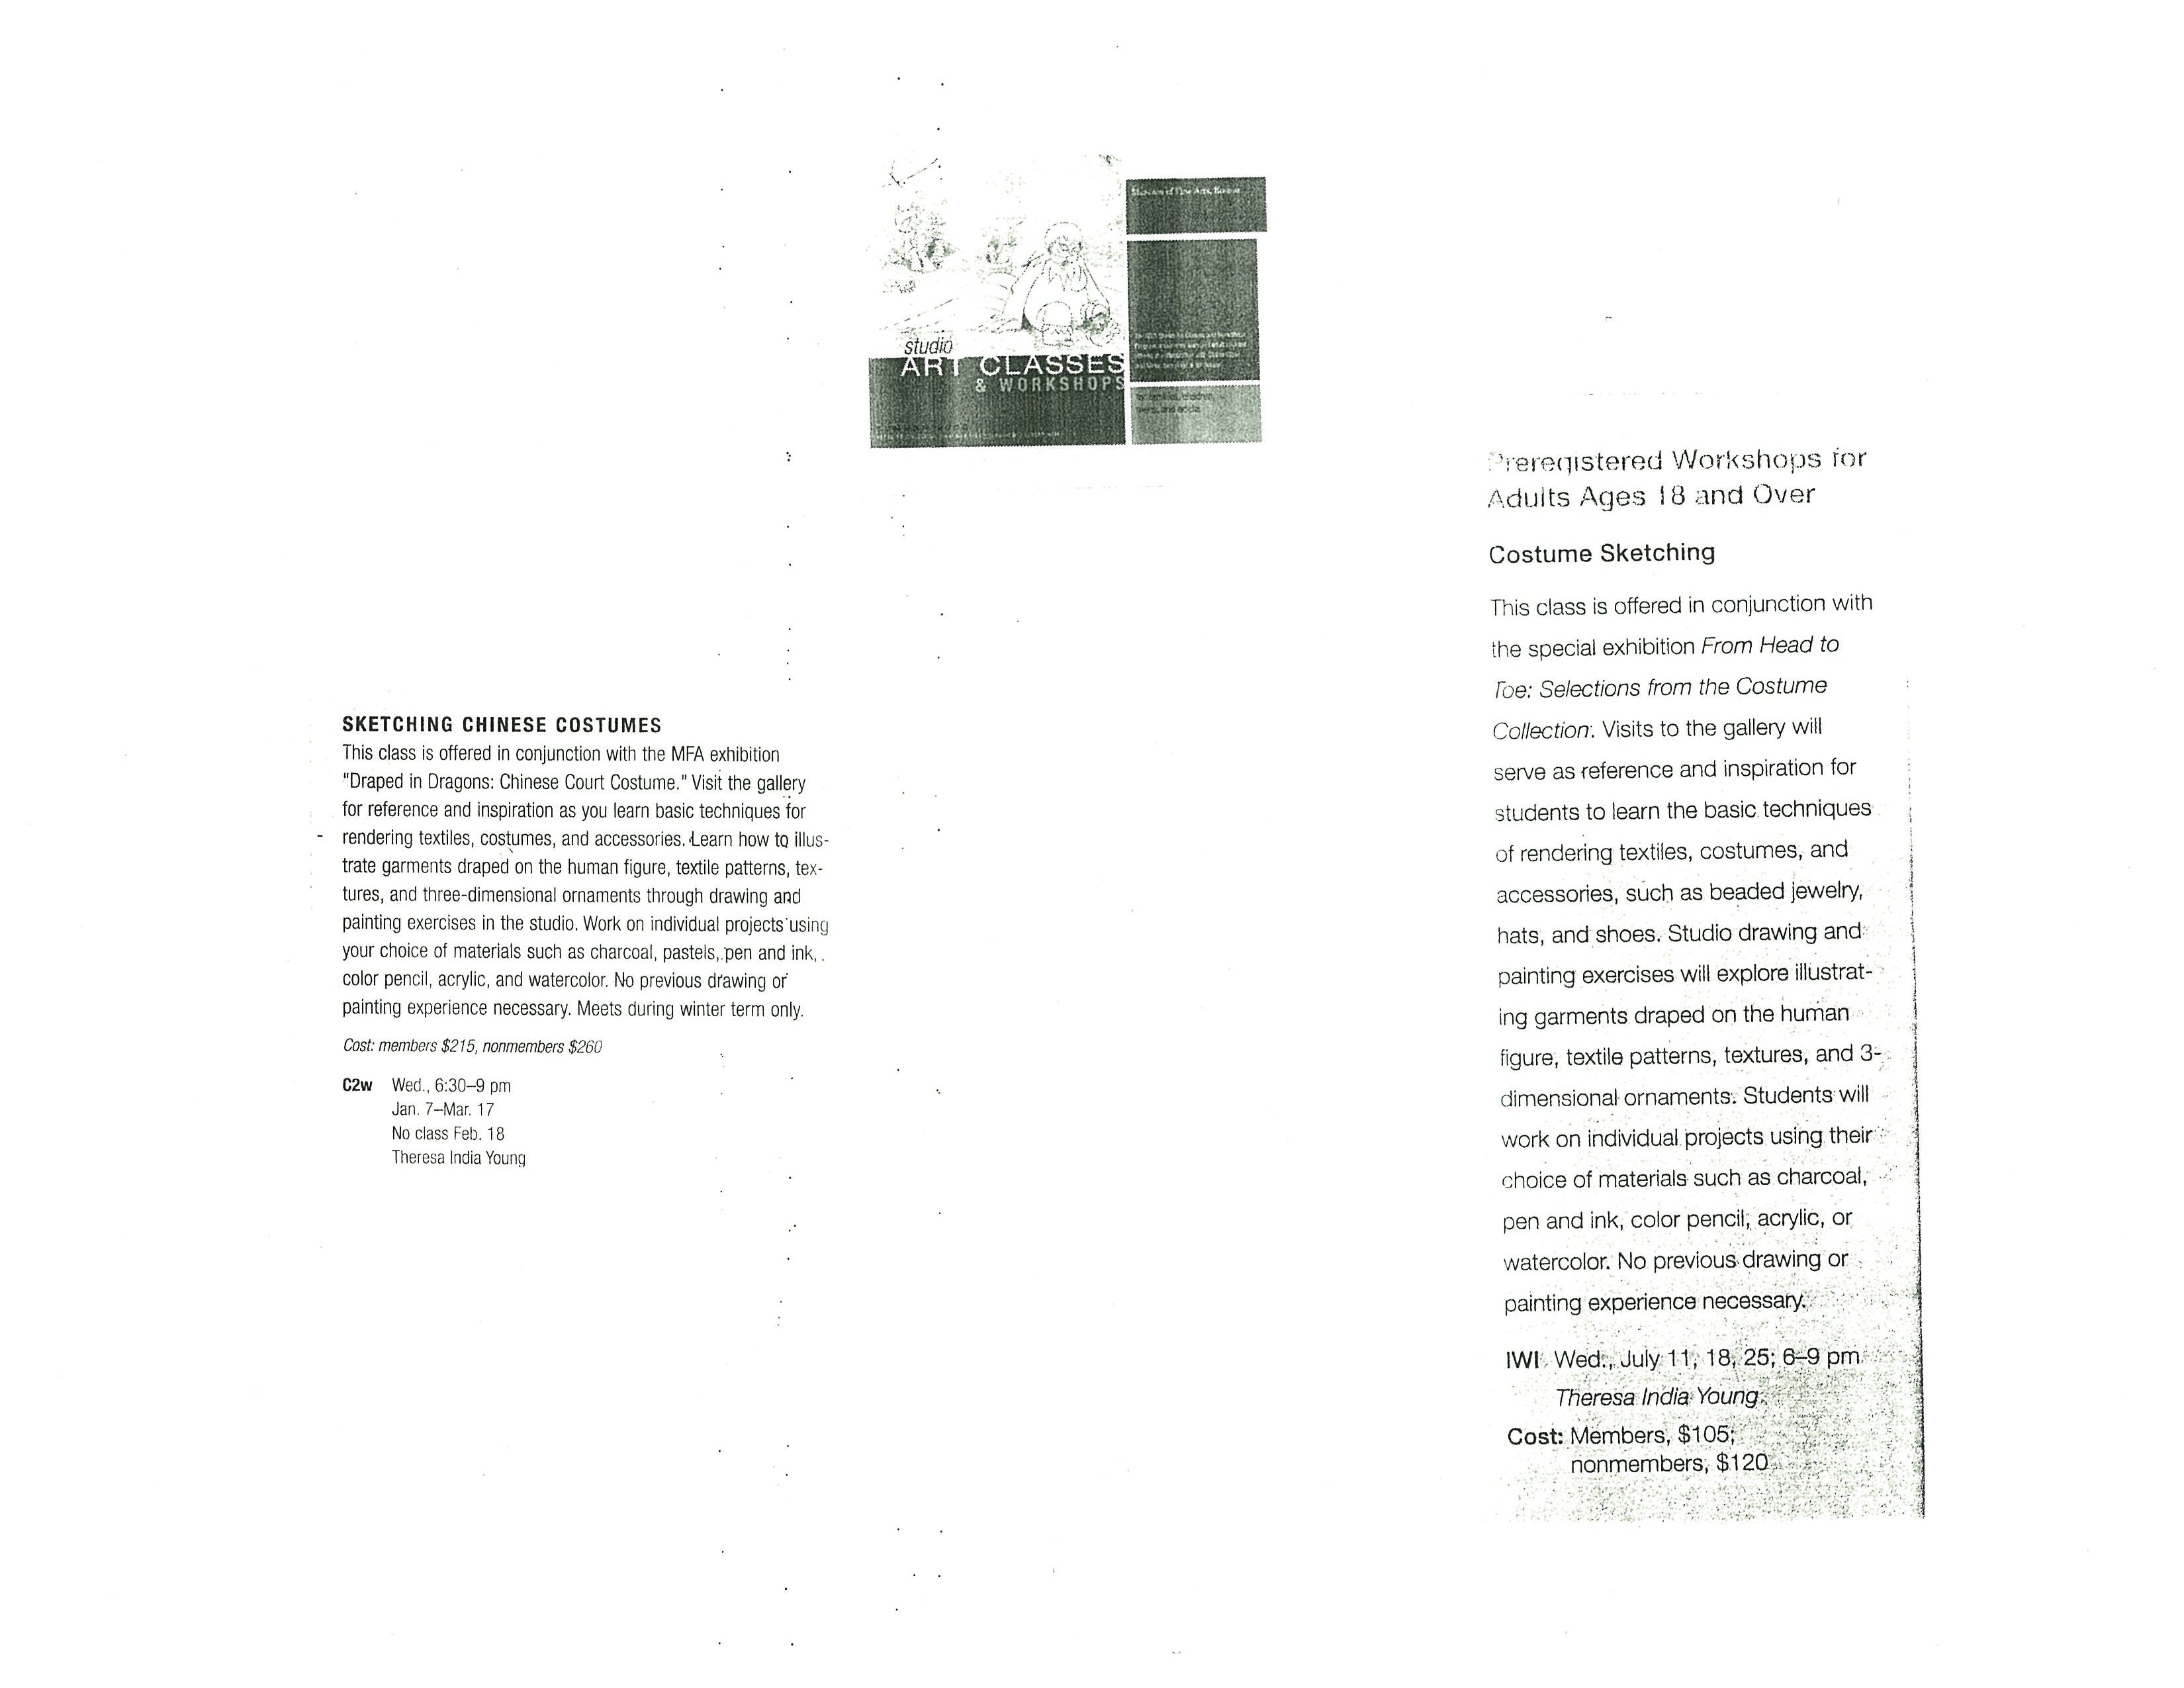 Museum of Fine Arts, Boston
studio
ART CLASSES
& WORKSHOPS
SKETCHING CHINESE COSTUMES
This class is offered in conjunction with the MFA exhibition
"Draped in Dragons: Chinese Court Costume." Visit the gallery
for reference and inspiration as you learn basic techniques for
rendering textiles, costumes, and accessories. Learn how to illus-
trate garments draped on the human figure, textile patterns, tex-
tures, and three-dimensional ornaments through drawing and
painting exercises in the studio. Work on individual projects using
your choice of materials such as charcoal, pastels, pen and ink,
color pencil, acrylic, and watercolor. No previous drawing or
painting experience necessary. Meets during winter term only.
Cost: members $215, nonmembers $260
C2w Wed., 6:30–9 pm
Jan. 7–Mar. 17
No class Feb. 18
Theresa India Young
Preregistered Workshops for
Adults Ages 18 and Over
Costume Sketching
This class is offered in conjunction with
the special exhibition From Head to
Toe: Selections from the Costume
Collection. Visits to the gallery will
serve as reference and inspiration for
students to learn the basic techniques
of rendering textiles, costumes, and
accessories, such as beaded jewelry,
hats, and shoes. Studio drawing and
painting exercises will explore illustrat-
ing garments draped on the human
figure, textile patterns, textures, and 3-
dimensional ornaments. Students will
work on individual projects using their
choice of materials such as charcoal,
pen and ink, color pencil, acrylic, or
watercolor. No previous drawing or
painting experience necessary.
IWI Wed., July 11, 18, 25; 6–9 pm
Theresa India Young
Cost: Members, $105;
nonmembers, $120